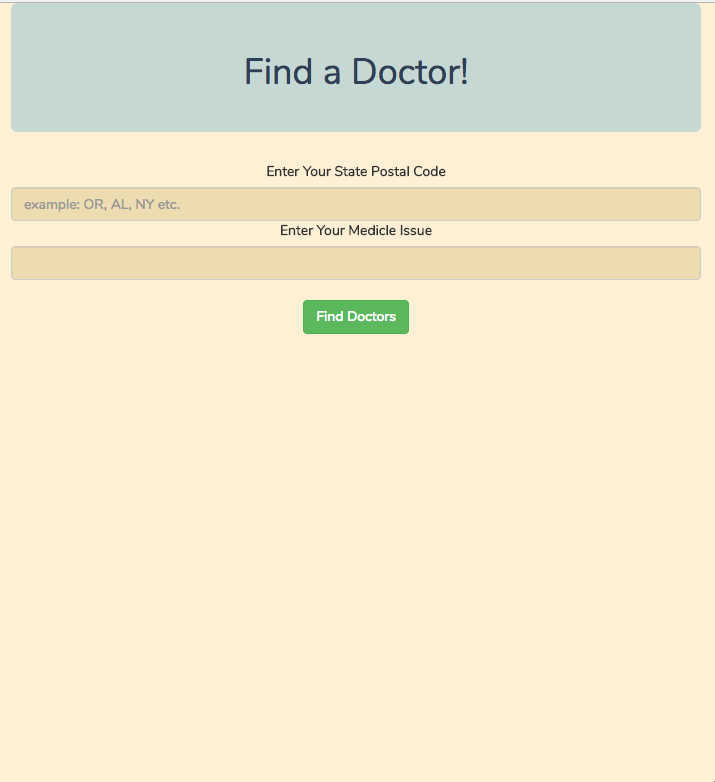 Find a Doctor!
Enter Your State Postal Code
example: OR, AL, NY etc.
Enter Your Medicle Issue
Find Doctors